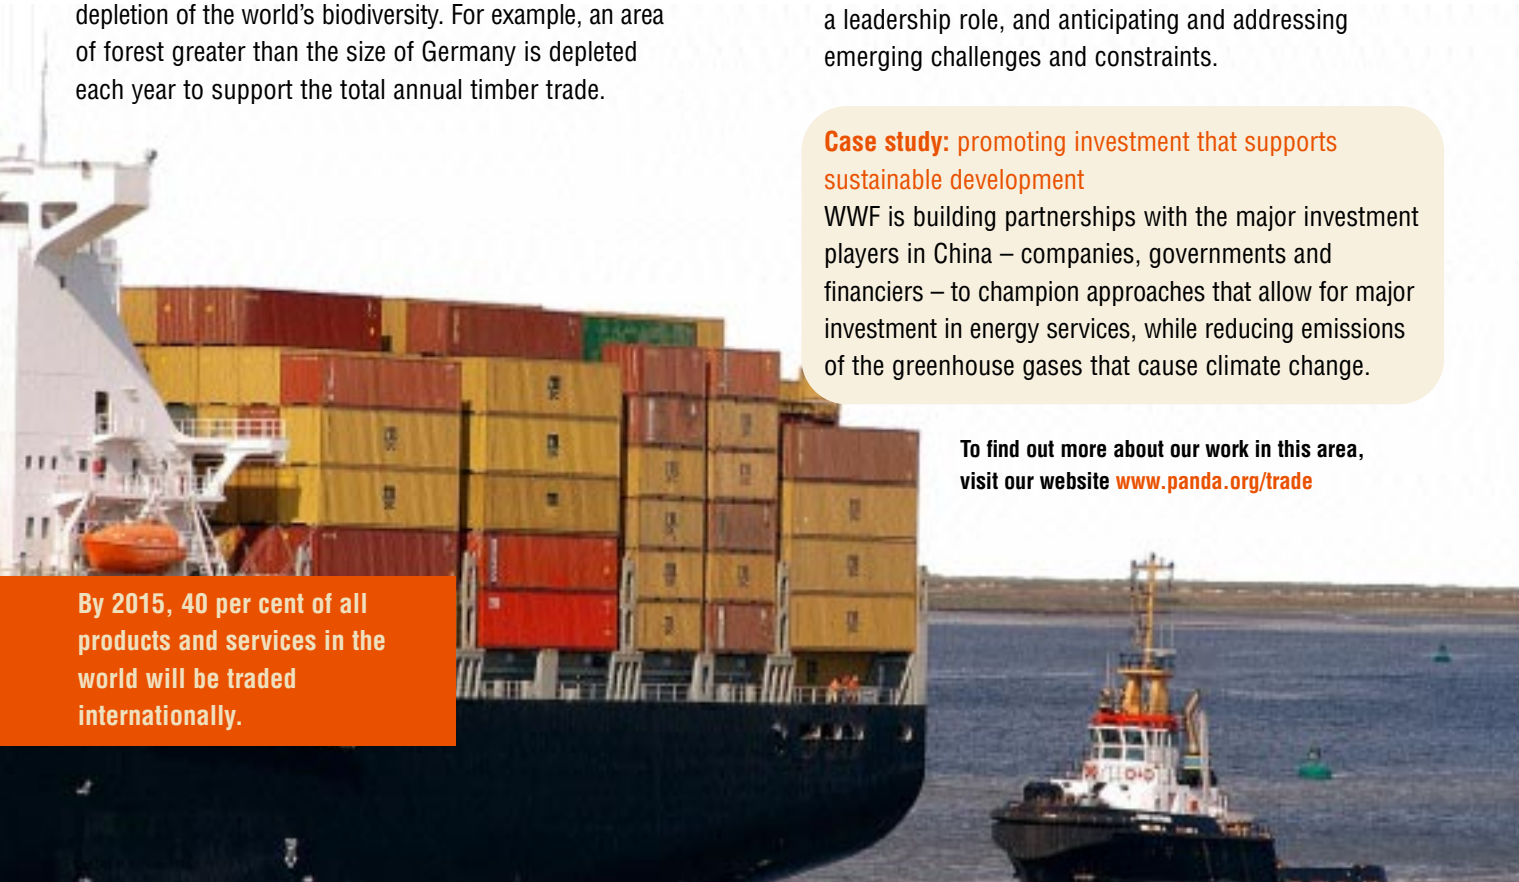 depletion of the world’s biodiversity. For example, an area
of forest greater than the size of Germany is depleted
each year to support the total annual timber trade.
a leadership role, and anticipating and addressing
emerging challenges and constraints.
Case study: promoting investment that supports
sustainable development
WWF is building partnerships with the major investment
players in China – companies, governments and
financiers – to champion approaches that allow for major
investment in energy services, while reducing emissions
of the greenhouse gases that cause climate change.
To find out more about our work in this area,
visit our website www.panda.org/trade
By 2015, 40 per cent of all
products and services in the
world will be traded
internationally.